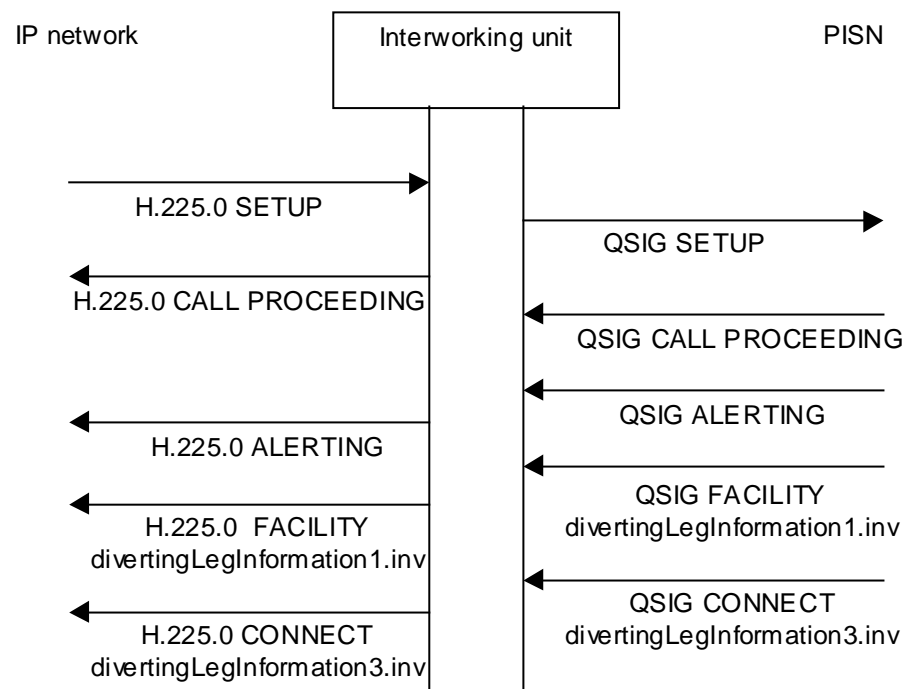 IP network
Interworking unit
PISN
H.225.0 SETUP
QSIG SETUP
H.225.0 CALL PROCEEDING
QSIG CALL PROCEEDING
QSIG ALERTING
H.225.0 ALERTING
QSIG FACILITY
divertingLegInformation1.inv
H.225.0 FACILITY
divertingLegInformation1.inv
QSIG CONNECT
divertingLegInformation3.inv
H.225.0 CONNECT
divertingLegInformation3.inv